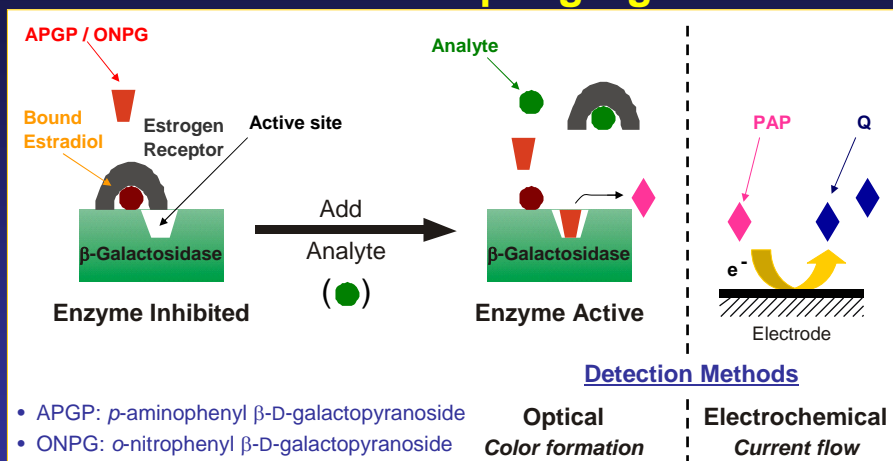 APGP / ONPG
Bound
Estradiol
Estrogen
Receptor
Active site
β-Galactosidase
Enzyme Inhibited
Add
Analyte
( )
Analyte
β-Galactosidase
Enzyme Active
PAP
Q
e-
Electrode
Detection Methods
Optical
Color formation
Electrochemical
Current flow
• APGP: p-aminophenyl β-D-galactopyranoside
• ONPG: o-nitrophenyl β-D-galactopyranoside